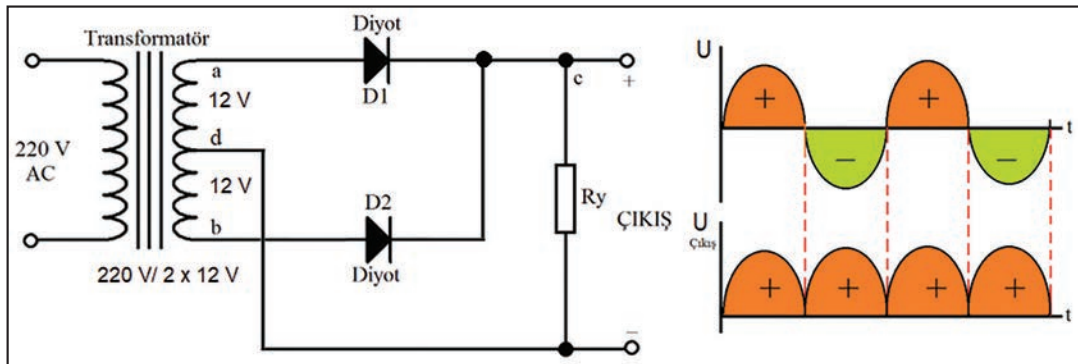 Transformatör
220 V
AC
a
12 V
d
12 V
b
220 V/ 2 x 12 V
Diyot
D1
D2
Diyot
c
+
Ry
ÇIKIŞ
−
U
+
−
+
−
t
U
Çıkış
+
+
+
+
t